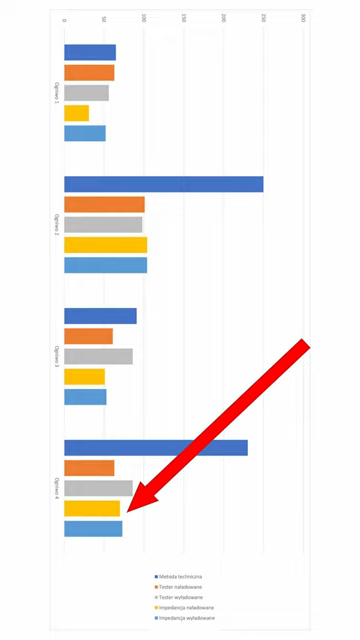 0
50
100
150
200
250
300
Ogniwo 1
Ogniwo 2
Ogniwo 3
Ogniwo 4
Metoda techniczna
Tester naładowane
Tester wyładowane
Impedancja naładowane
Impedancja wyładowane